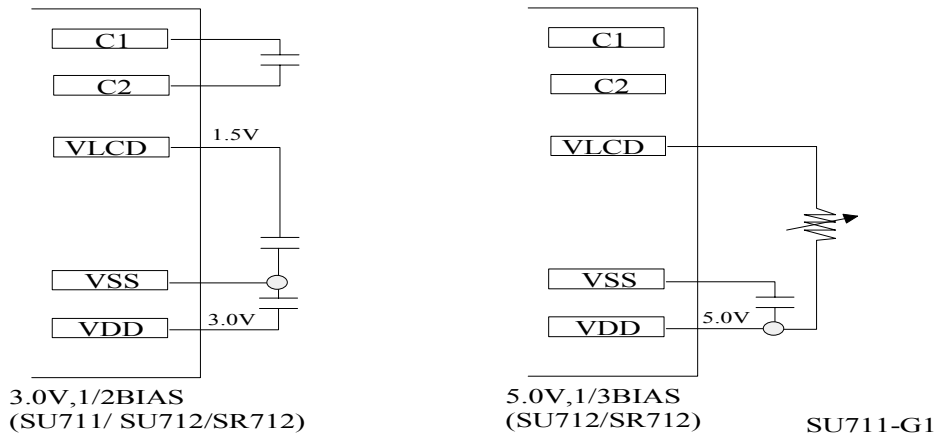 C1
C2
VLCD
1.5V
VSS
VDD
3.0V
3.0V,1/2BIAS
(SU711/ SU712/SR712)
C1
C2
VLCD
VSS
VDD
5.0V
5.0V,1/3BIAS
(SU712/SR712)
SU711-G1